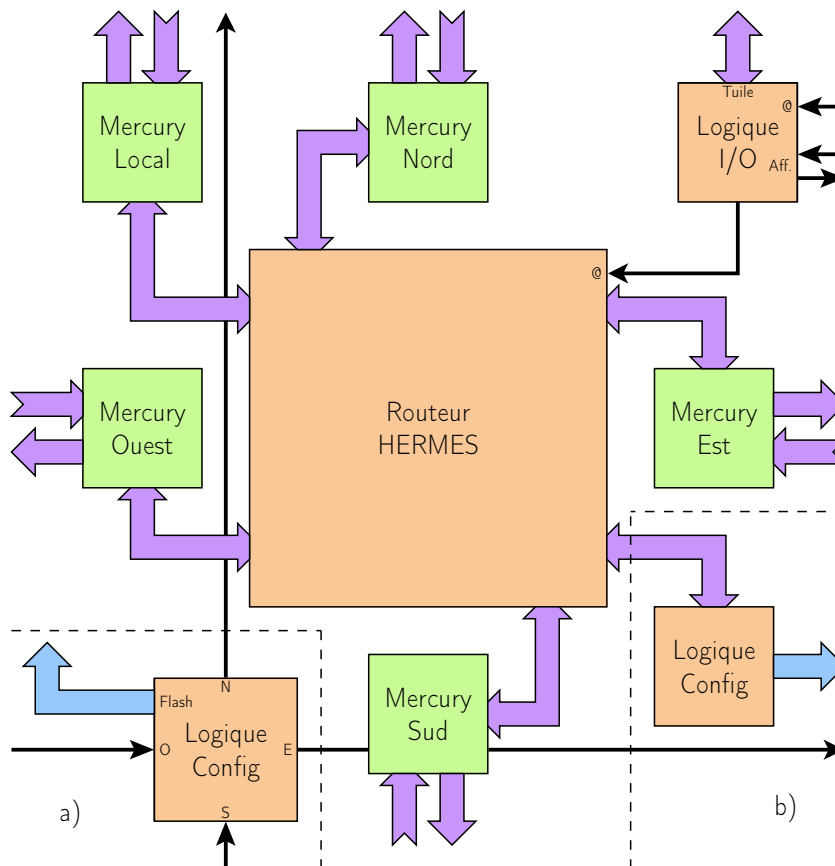 Mercury
Local
Mercury
Nord
Tuile
@
Logique
I/O
Aff.
@
Mercury
Ouest
Routeur
HERMES
Mercury
Est
N
Flash
Logique
Config
O
E
S
a)
Mercury
Sud
Logique
Config
b)